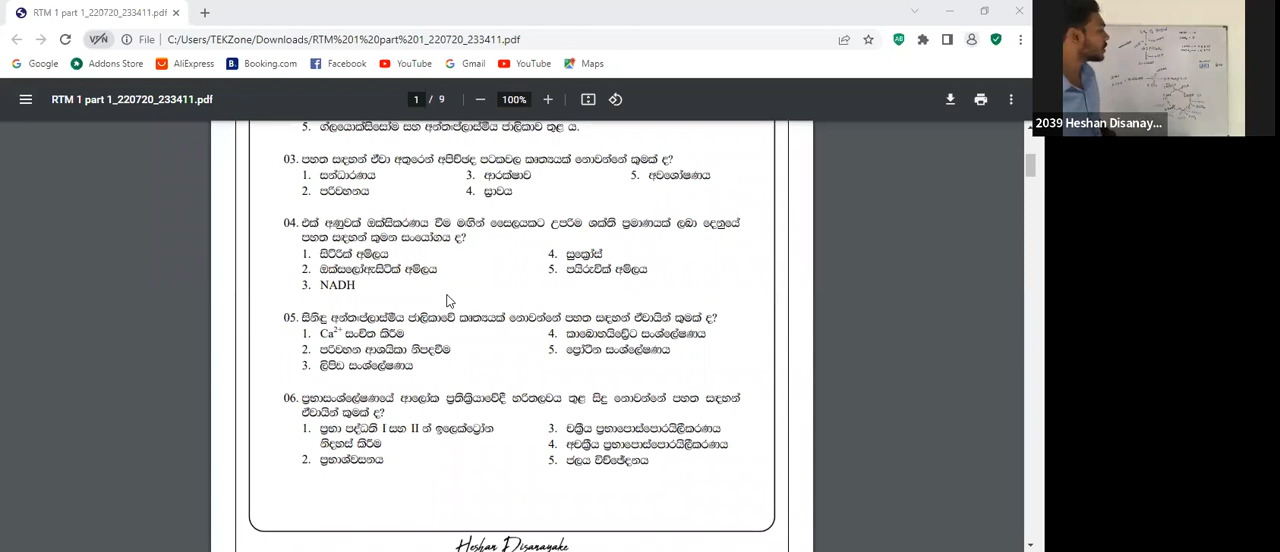 RTM 1 part 1_220720_233411.pdf
VPN File C:/Users/TEKZone/Downloads/RTM%201%20part%201_220720_233411.pdf
Google Addons Store AliExpress Booking.com Facebook YouTube Gmail YouTube Maps
RTM 1 part 1_220720_233411.pdf 1 / 9 100%
2039 Heshan Disanay...
5. ග්ලයොක්සිසෝම සහ අන්තඃප්ලාස්මීය ජාලිකාව තුළ ය.
03. පහත සඳහන් ඒවා අතුරෙන් අපිච්ඡද පටකවල කෘත්‍යයක් නොවන්නේ කුමක් ද?
1. සන්ධාරණය 3. ආරක්ෂාව 5. අවශෝෂණය
2. පරිවහනය 4. ස්‍රාවය
04. එක් අණුවක් ඔක්සිකරණය වීම මඟින් සෛලයකට උපරිම ශක්ති ප්‍රමාණයක් ලබා දෙනුයේ
පහත සඳහන් කුමන සංයෝගය ද?
1. සිට්රික් අම්ලය 4. සුක්‍රෝස්
2. ඔක්සලෝඇසිටික් අම්ලය 5. පයිරුවික් අම්ලය
3. NADH
05. සිනිඳු අන්තඃප්ලාස්මීය ජාලිකාවේ කෘත්‍යයක් නොවන්නේ පහත සඳහන් ඒවායින් කුමක් ද?
1. Ca2+ සංචිත කිරීම 4. කාබොහයිඩ්‍රේට සංශ්ලේෂණය
2. පරිවහන ආශයිකා නිපදවීම 5. ප්‍රෝටීන සංශ්ලේෂණය
3. ලිපිඩ සංශ්ලේෂණය
06. ප්‍රභාසංශ්ලේෂණයේ ආලෝක ප්‍රතික්‍රියාවේදී හරිතලවය තුළ සිදු නොවන්නේ පහත සඳහන්
ඒවායින් කුමක් ද?
1. ප්‍රභා පද්ධති I සහ II න් ඉලෙක්ට්‍රෝන 3. චක්‍රීය ප්‍රභාපොස්පොරයිලීකරණය
නිදහස් කිරීම 4. අචක්‍රීය ප්‍රභාපොස්පොරයිලීකරණය
2. ප්‍රභාශ්වසනය 5. ජලය විච්ඡේදනය
Heshan Disanayake